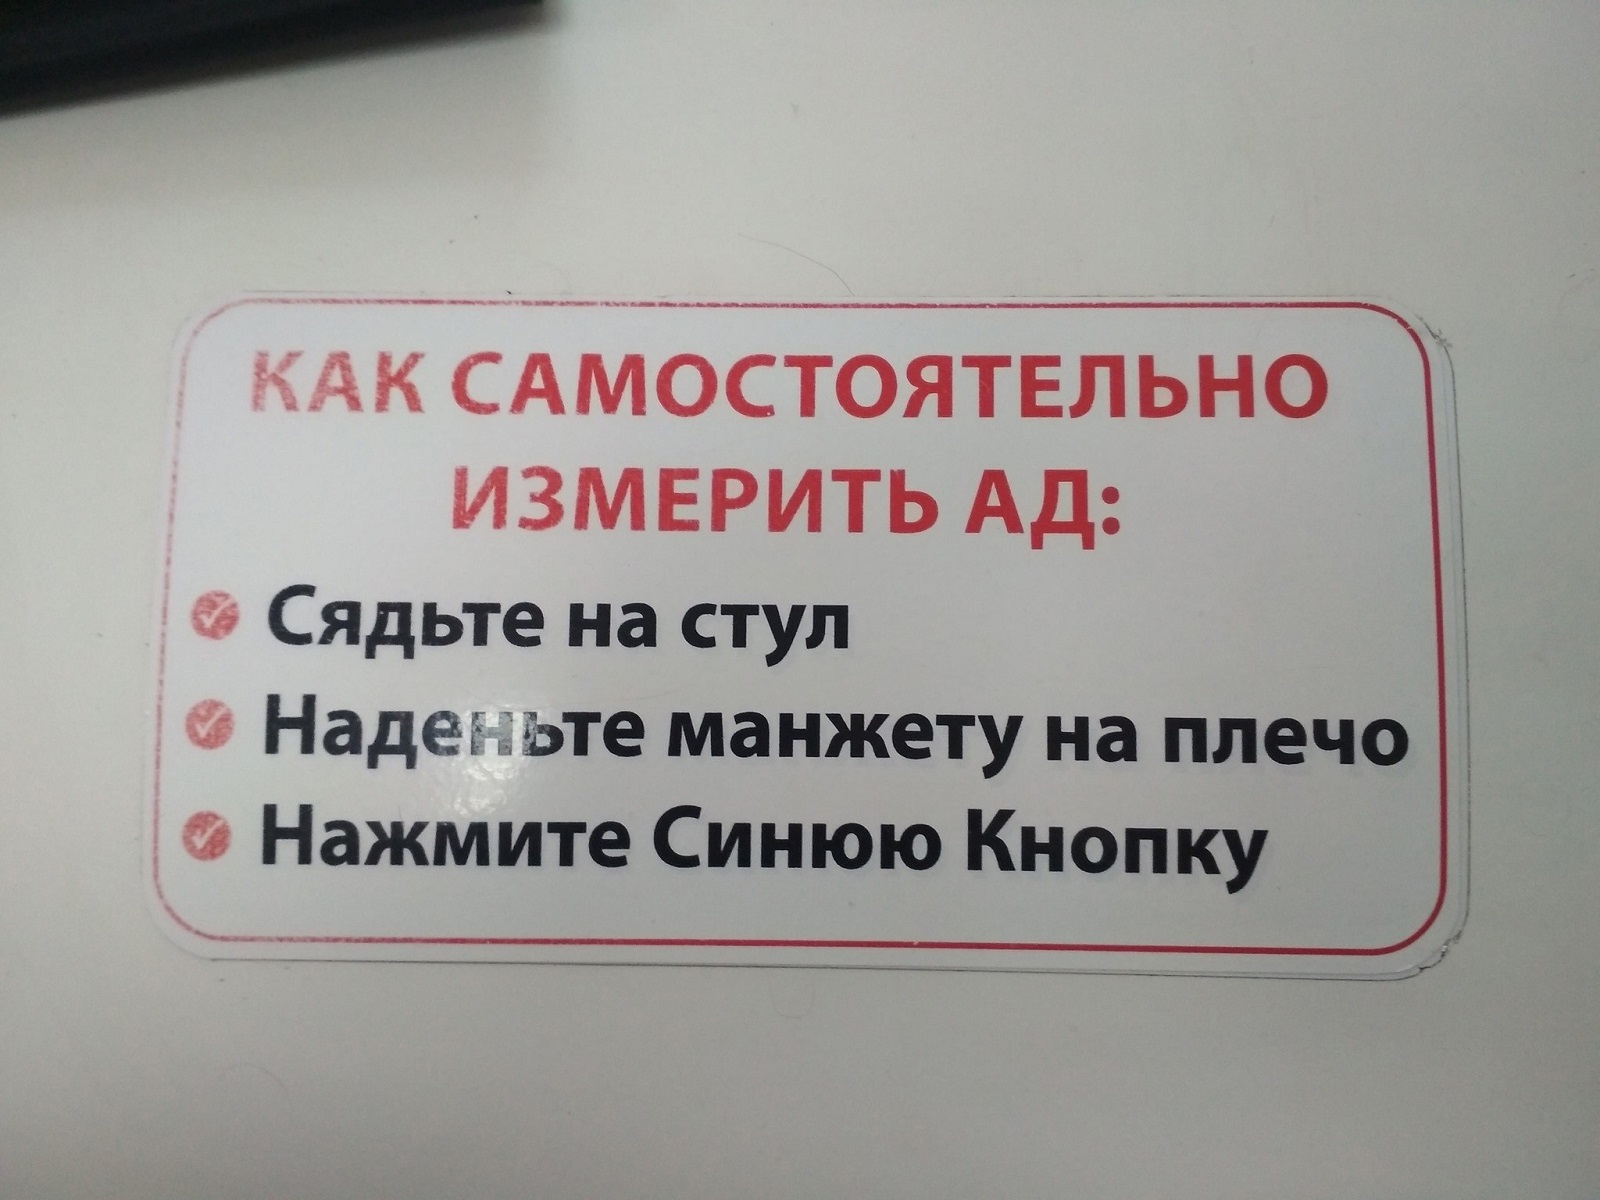 КАК САМОСТОЯТЕЛЬНО
ИЗМЕРИТЬ АД:
Сядьте на стул
Наденьте манжету на плечо
Нажмите Синюю Кнопку